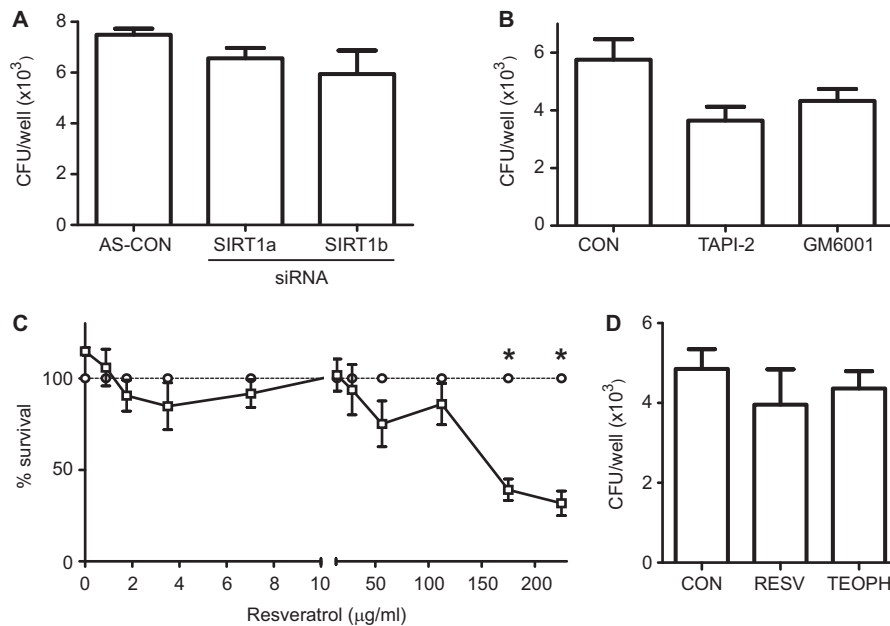 A
CFU/well (x10³)
8
6
4
2
0
AS-CON
SIRT1a
SIRT1b
siRNA
B
CFU/well (x10³)
6
4
2
0
CON
TAPI-2
GM6001
C
% survival
100
50
0
* *
0 2 4 6 8 10 50 100 150 200
Resveratrol (μg/ml)
D
CFU/well (x10³)
6
4
2
0
CON
RESV
TEOPH